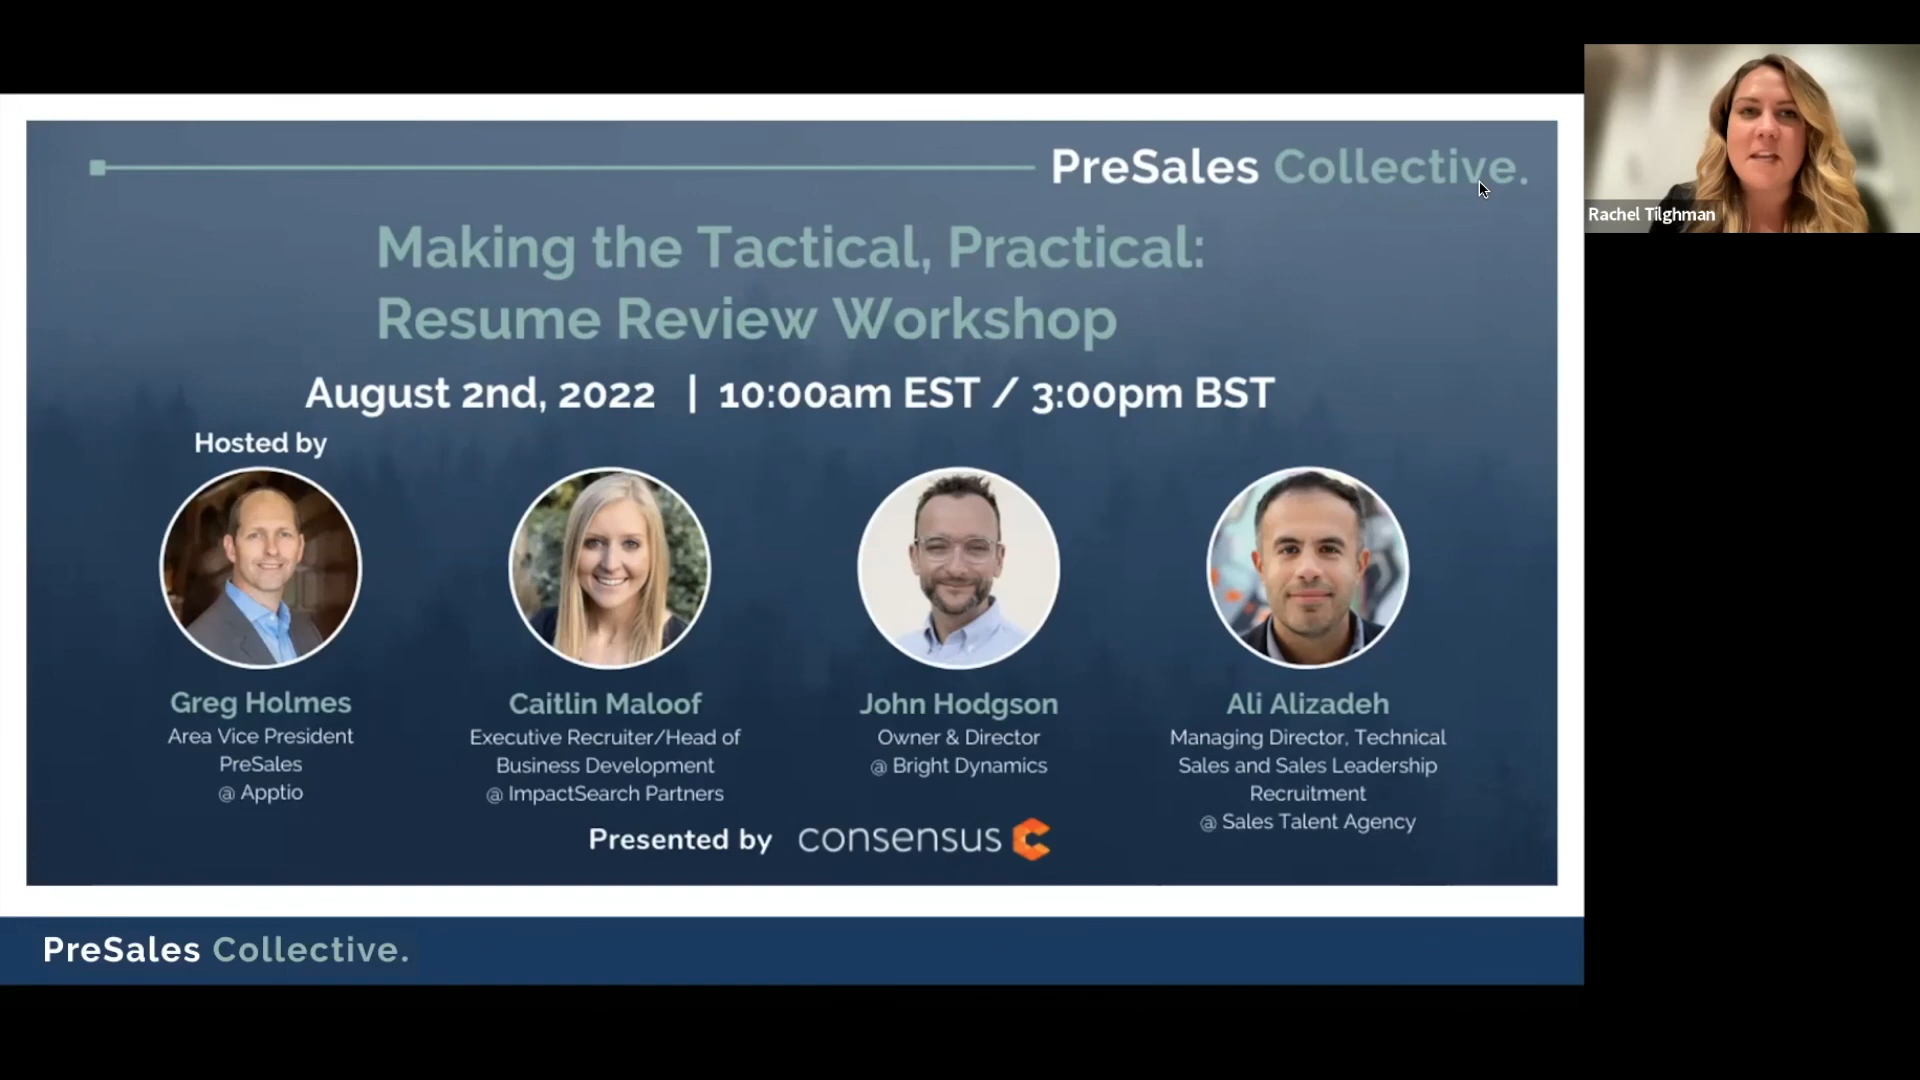 PreSales Collective.
Making the Tactical, Practical:
Resume Review Workshop
August 2nd, 2022 | 10:00am EST / 3:00pm BST
Hosted by
Greg Holmes
Area Vice President
PreSales
@ Apptio
Caitlin Maloof
Executive Recruiter/Head of
Business Development
@ ImpactSearch Partners
John Hodgson
Owner & Director
@ Bright Dynamics
Ali Alizadeh
Managing Director, Technical
Sales and Sales Leadership
Recruitment
@ Sales Talent Agency
Presented by consensus
PreSales Collective.
Rachel Tilghman